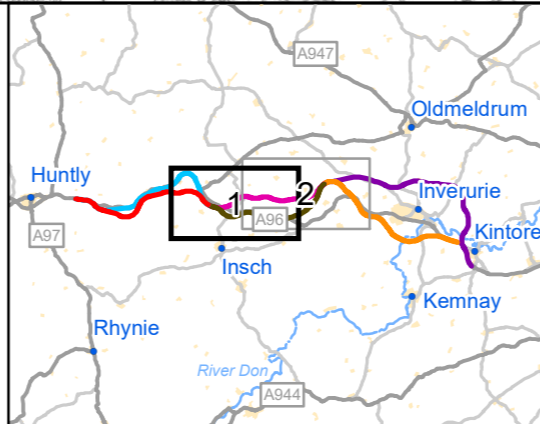 A947
Oldmeldrum
Huntly
1
2
Inverurie
A96
A97
Kintore
Insch
Kemnay
Rhynie
River Don
A944